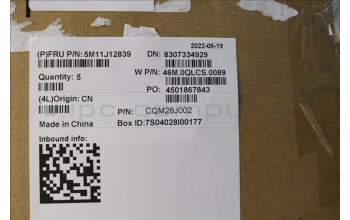 2022-08-19
(P)FRU P/N: 5M11J12839 DN: 8307334929
Quantity: 5 W P/N: 46M.0QLCS.0089
PO: 4501867843
(4L)Origin: CN
P/N: CQM28J002
Made in China Box ID:7S04028I00177
Inbound info: